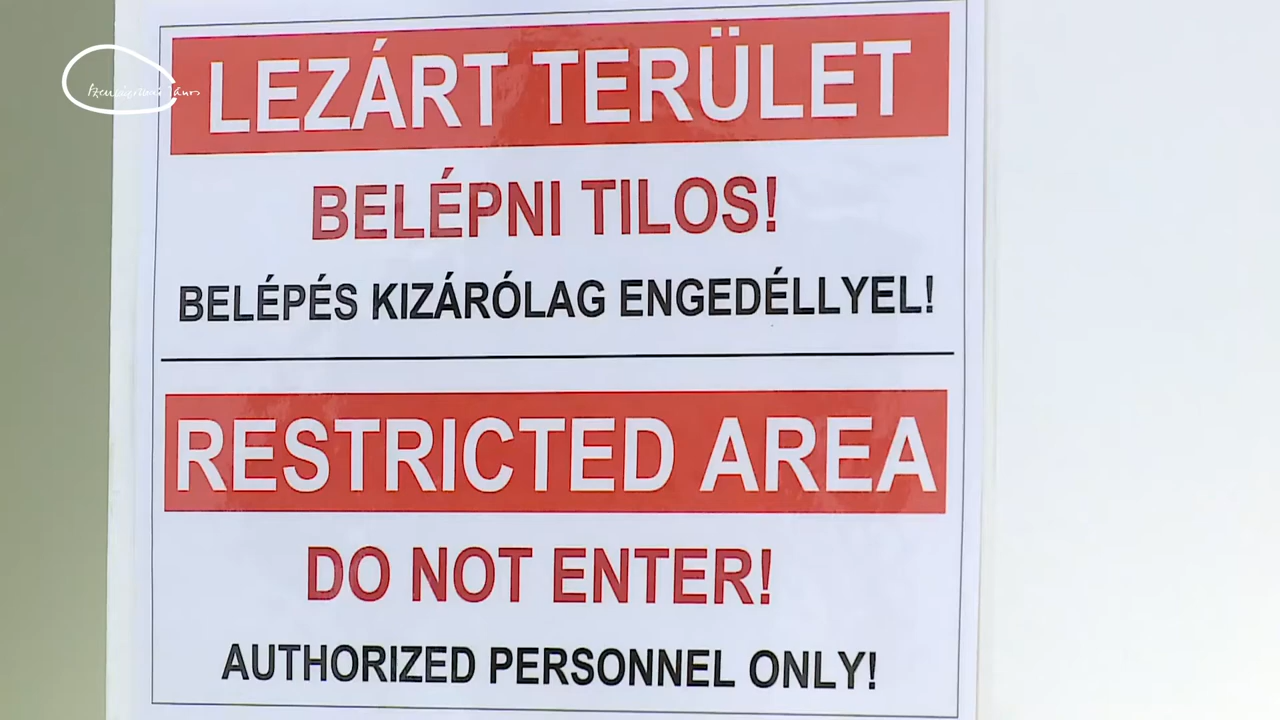 LEZÁRT TERÜLET
BELÉPNI TILOS!
BELÉPÉS KIZÁRÓLAG ENGEDÉLLYEL!
RESTRICTED AREA
DO NOT ENTER!
AUTHORIZED PERSONNEL ONLY!